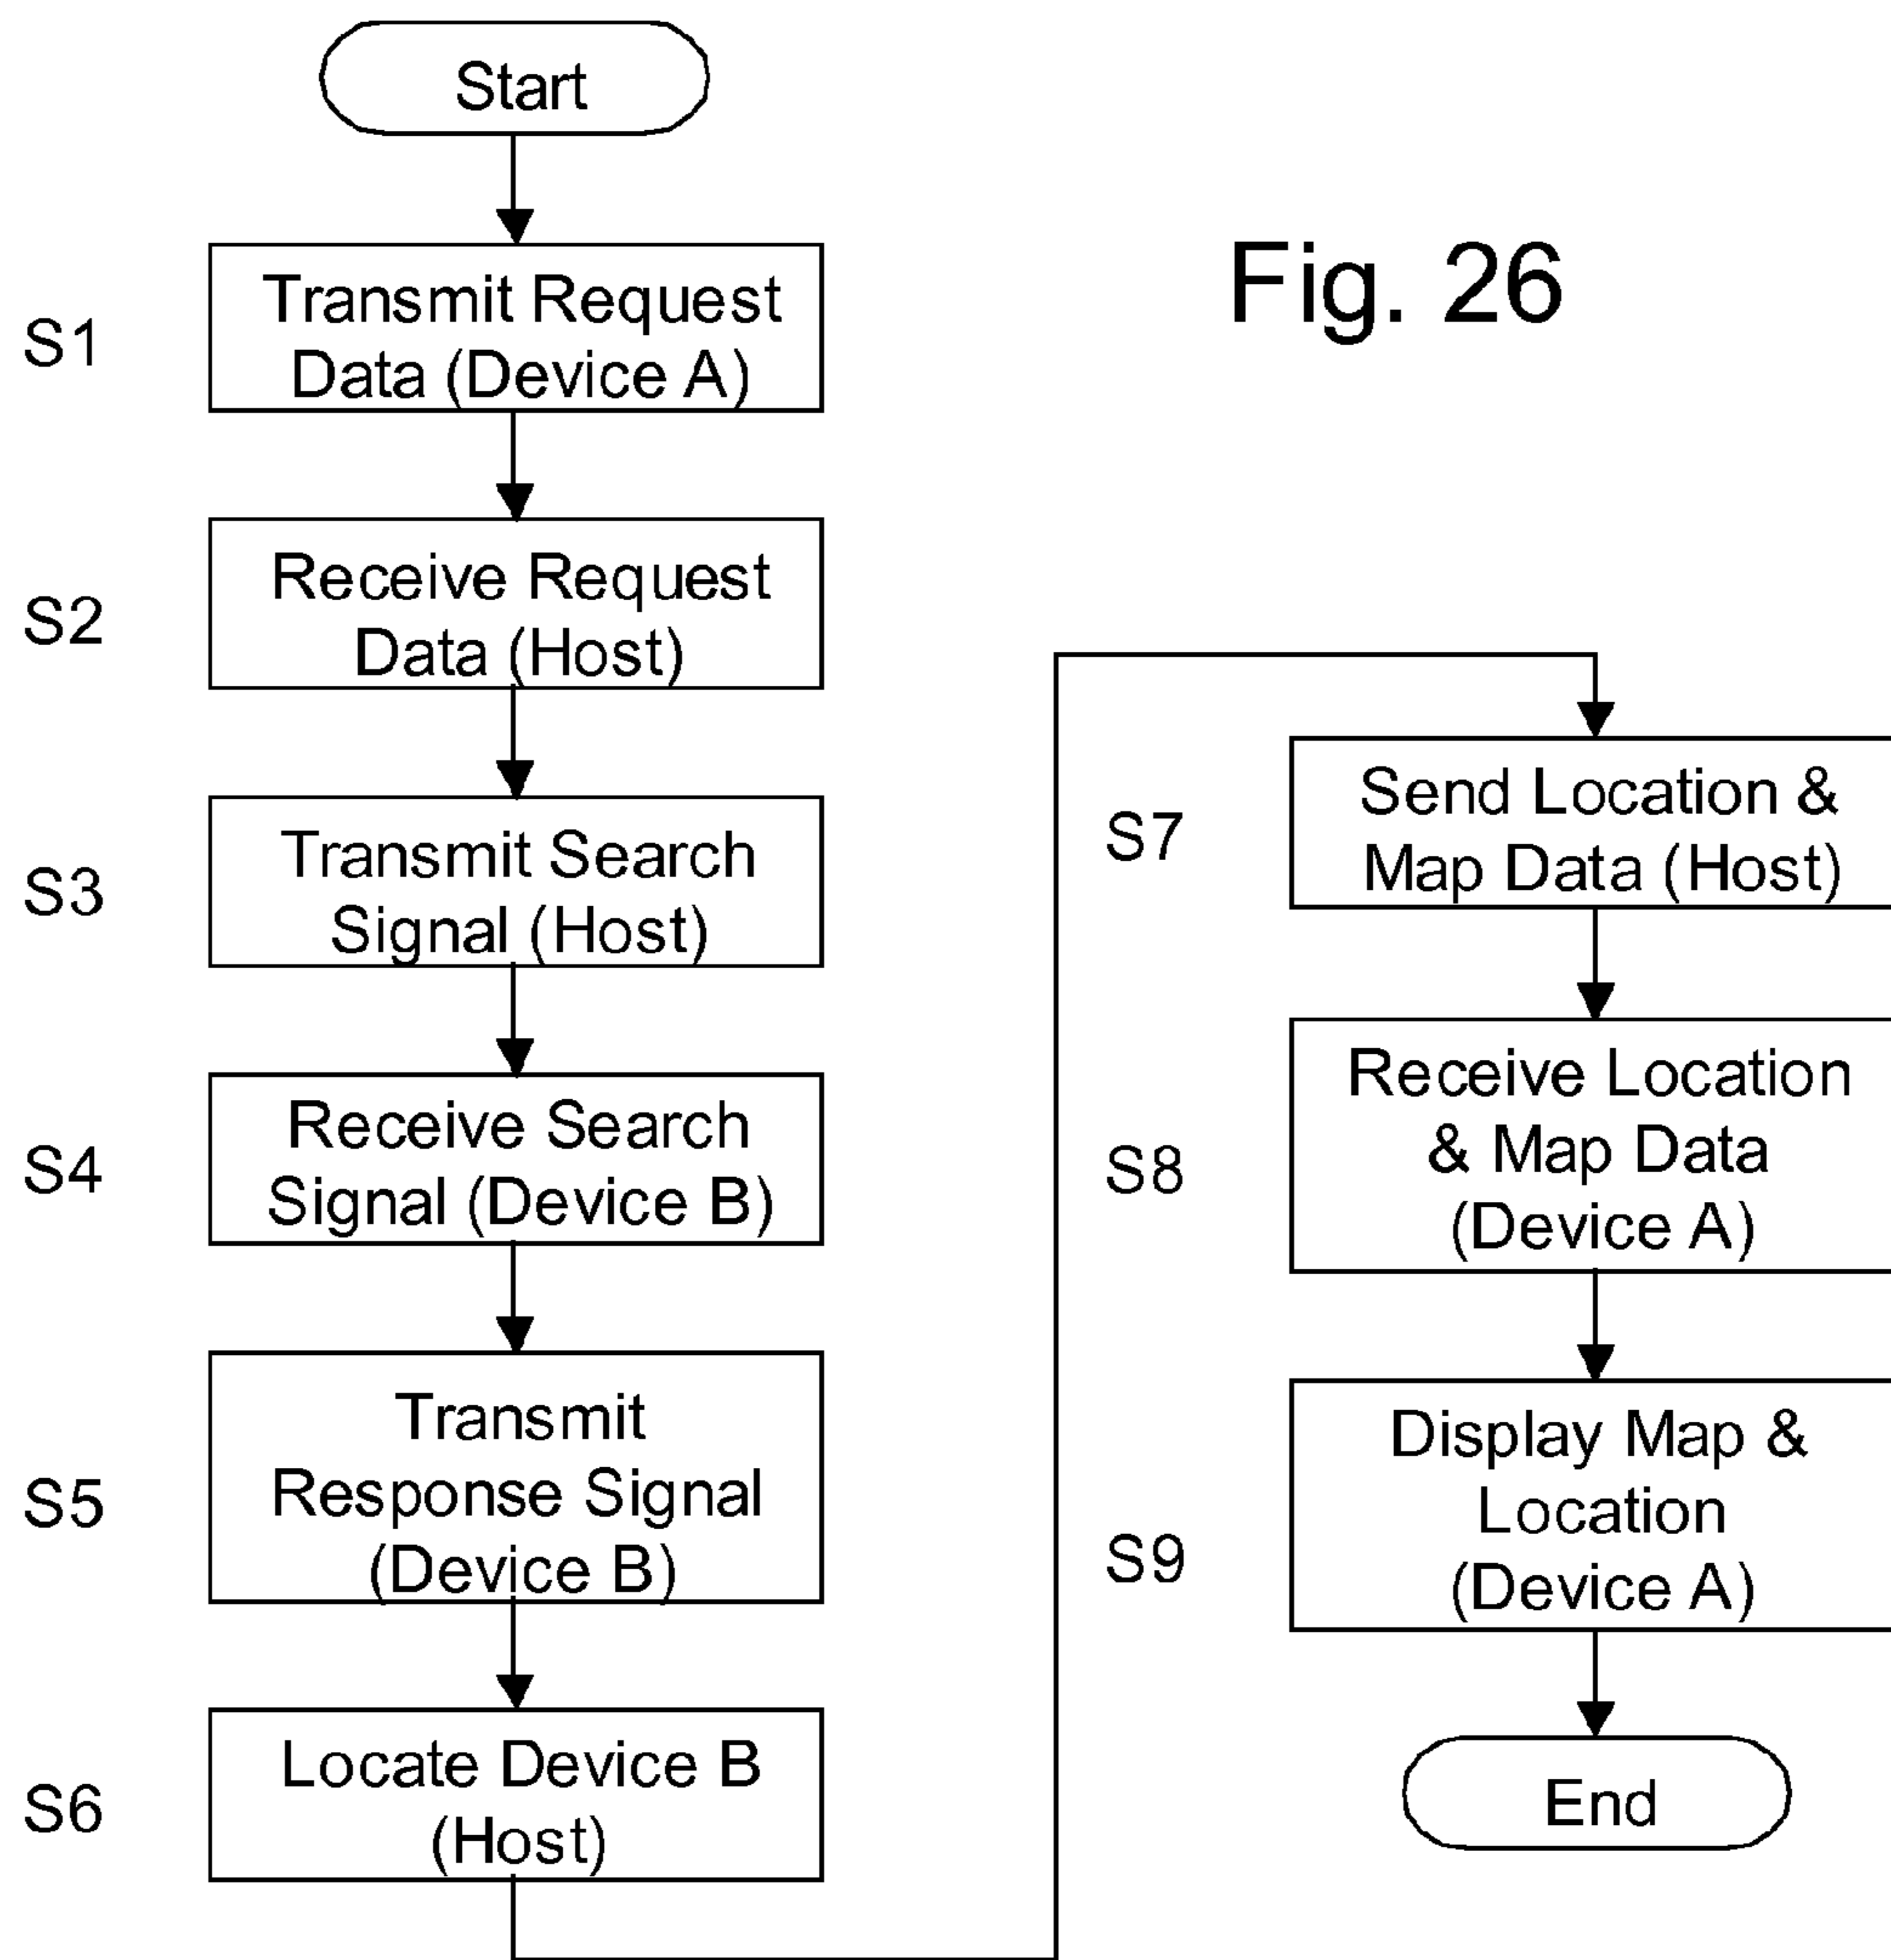 Start
Fig. 26
S1
Transmit Request
Data (Device A)
S2
Receive Request
Data (Host)
S3
Transmit Search
Signal (Host)
S4
Receive Search
Signal (Device B)
S5
Transmit
Response Signal
(Device B)
S6
Locate Device B
(Host)
S7
Send Location &
Map Data (Host)
S8
Receive Location
& Map Data
(Device A)
S9
Display Map &
Location
(Device A)
End